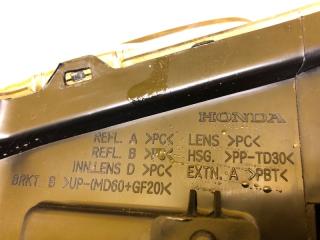 HONDA
REFL. A >PC< LENS >PC<
REFL. B >PC< HSG. >PP-TD30<
INN.LENS D >PC< EXTN. A >PBT<
BRKT. B >UP-(MD60+GF20)<